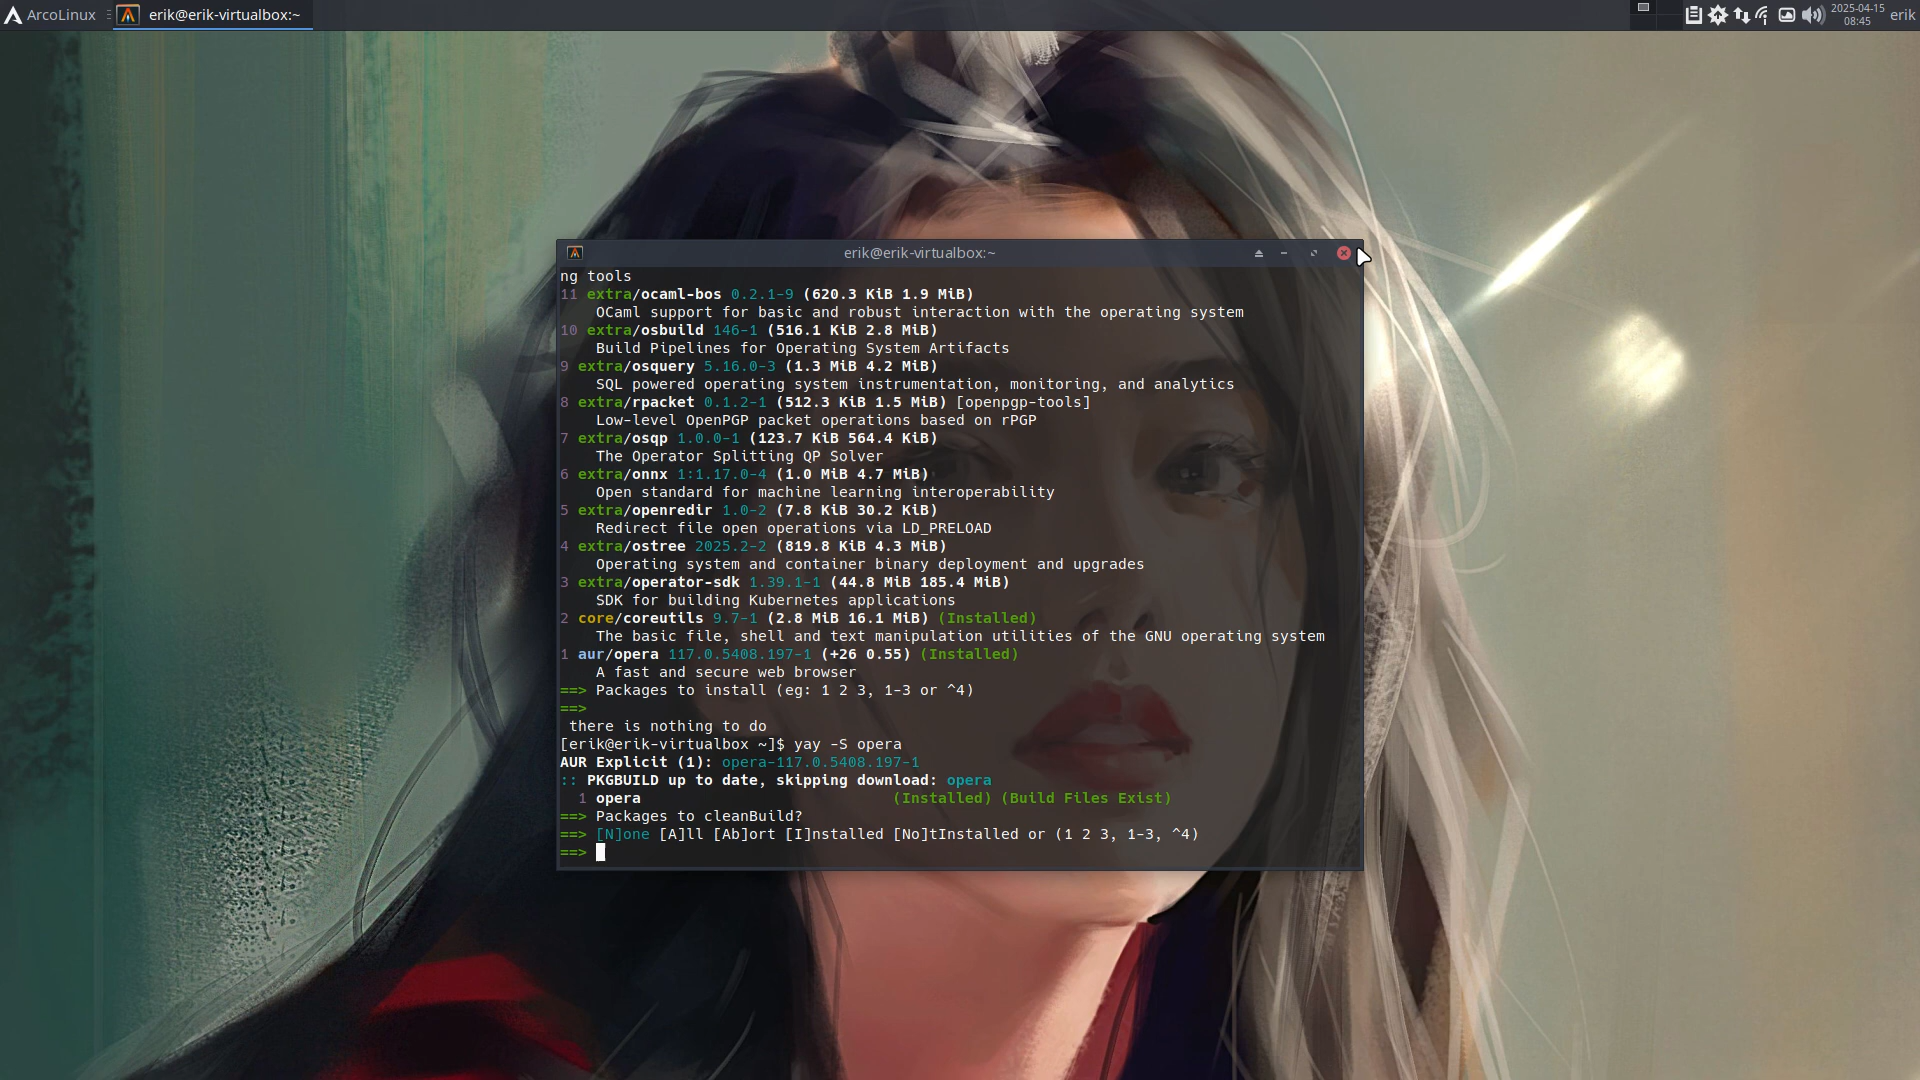 ArcoLinux
erik@erik-virtualbox:~
2025-04-15
08:45
erik
erik@erik-virtualbox:~
ng tools
11 extra/ocaml-bos 0.2.1-9 (620.3 KiB 1.9 MiB)
OCaml support for basic and robust interaction with the operating system
10 extra/osbuild 146-1 (516.1 KiB 2.8 MiB)
Build Pipelines for Operating System Artifacts
9 extra/osquery 5.16.0-3 (1.3 MiB 4.2 MiB)
SQL powered operating system instrumentation, monitoring, and analytics
8 extra/rpacket 0.1.2-1 (512.3 KiB 1.5 MiB) [openpgp-tools]
Low-level OpenPGP packet operations based on rPGP
7 extra/osqp 1.0.0-1 (123.7 KiB 564.4 KiB)
The Operator Splitting QP Solver
6 extra/onnx 1:1.17.0-4 (1.0 MiB 4.7 MiB)
Open standard for machine learning interoperability
5 extra/openredir 1.0-2 (7.8 KiB 30.2 KiB)
Redirect file open operations via LD_PRELOAD
4 extra/ostree 2025.2-2 (819.8 KiB 4.3 MiB)
Operating system and container binary deployment and upgrades
3 extra/operator-sdk 1.39.1-1 (44.8 MiB 185.4 MiB)
SDK for building Kubernetes applications
2 core/coreutils 9.7-1 (2.8 MiB 16.1 MiB) (Installed)
The basic file, shell and text manipulation utilities of the GNU operating system
1 aur/opera 117.0.5408.197-1 (+26 0.55) (Installed)
A fast and secure web browser
==> Packages to install (eg: 1 2 3, 1-3 or ^4)
==>
there is nothing to do
[erik@erik-virtualbox ~]$ yay -S opera
AUR Explicit (1): opera-117.0.5408.197-1
:: PKGBUILD up to date, skipping download: opera
1 opera (Installed) (Build Files Exist)
==> Packages to cleanBuild?
==> [N]one [A]ll [Ab]ort [I]nstalled [No]tInstalled or (1 2 3, 1-3, ^4)
==>